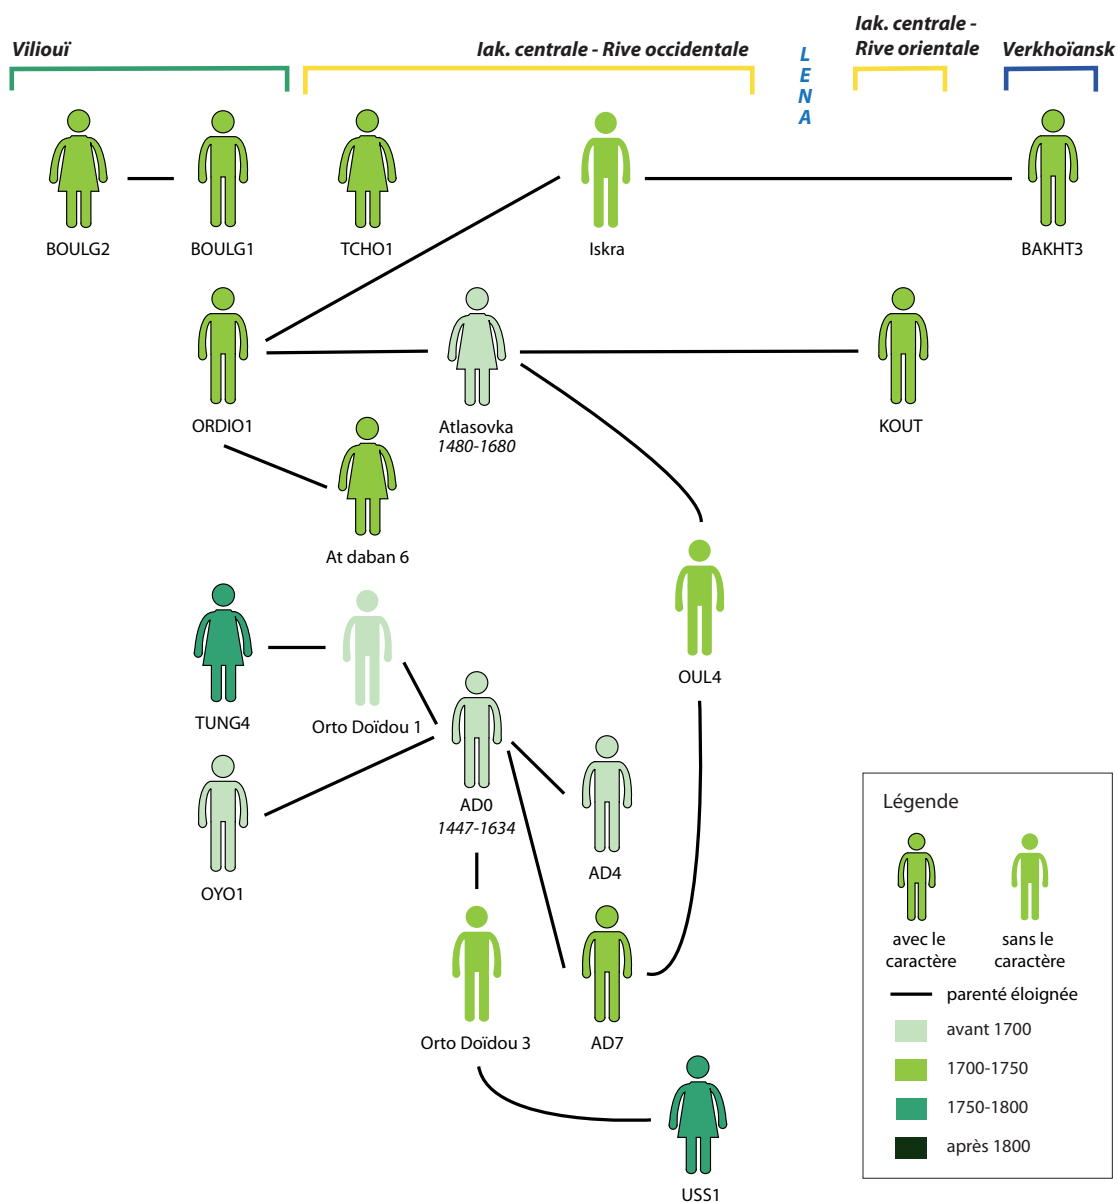 Viliouï
Iak. centrale - Rive occidentale
L
E
N
A
Iak. centrale -
Rive orientale
Verkhoïansk
BOULG2
BOULG1
TCHO1
Iskra
BAKHT3
ORDIO1
Atlasovka
1480-1680
KOUT
At daban 6
OUL4
TUNG4
Orto Doïdou 1
AD0
1447-1634
OYO1
AD4
Orto Doïdou 3
AD7
USS1
Légende
avec le
caractère
sans le
caractère
parenté éloignée
avant 1700
1700-1750
1750-1800
après 1800